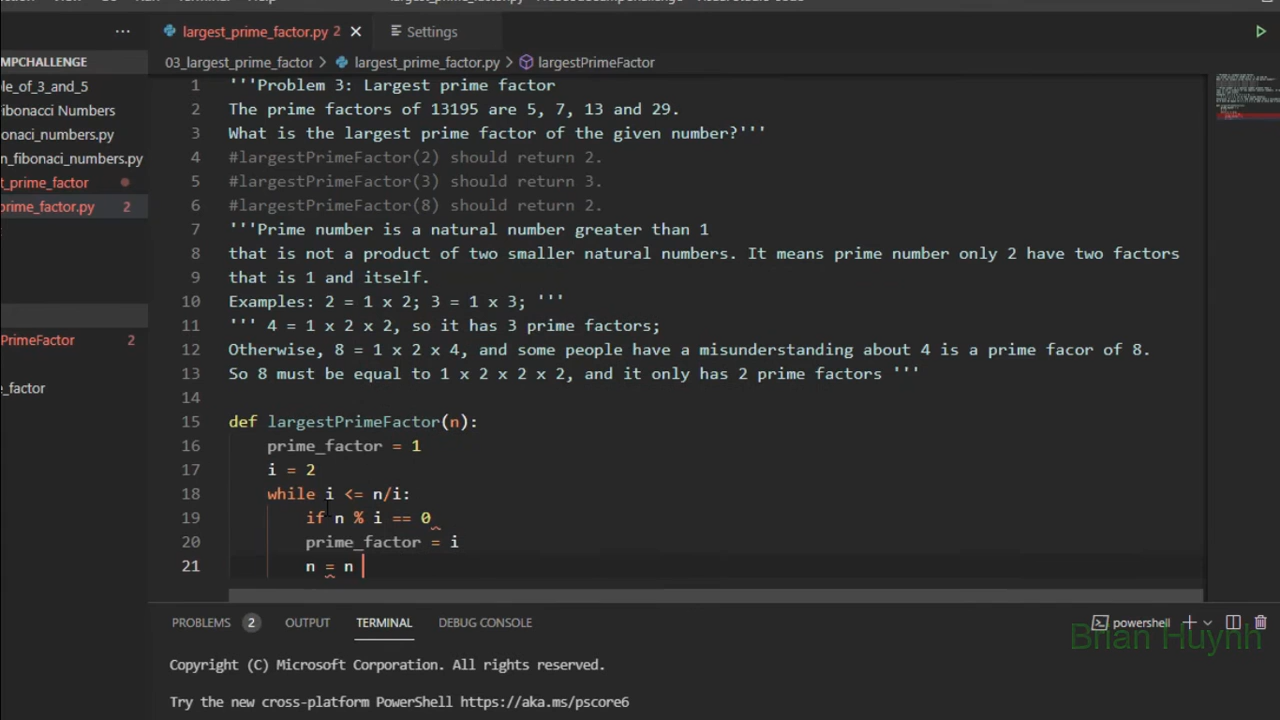 largest_prime_factor.py 2
Settings
MPCHALLENGE
03_largest_prime_factor > largest_prime_factor.py > largestPrimeFactor
le_of_3_and_5
ibonacci Numbers
onaci_numbers.py
n_fibonaci_numbers.py
t_prime_factor
prime_factor.py 2
PrimeFactor 2
e_factor
1 '''Problem 3: Largest prime factor
2 The prime factors of 13195 are 5, 7, 13 and 29.
3 What is the largest prime factor of the given number?'''
4 #largestPrimeFactor(2) should return 2.
5 #largestPrimeFactor(3) should return 3.
6 #largestPrimeFactor(8) should return 2.
7 '''Prime number is a natural number greater than 1
8 that is not a product of two smaller natural numbers. It means prime number only 2 have two factors
9 that is 1 and itself.
10 Examples: 2 = 1 x 2; 3 = 1 x 3; '''
11 ''' 4 = 1 x 2 x 2, so it has 3 prime factors;
12 Otherwise, 8 = 1 x 2 x 4, and some people have a misunderstanding about 4 is a prime facor of 8.
13 So 8 must be equal to 1 x 2 x 2 x 2, and it only has 2 prime factors '''
14
15 def largestPrimeFactor(n):
16 prime_factor = 1
17 i = 2
18 while i <= n/i:
19 if n % i == 0
20 prime_factor = i
21 n = n
PROBLEMS 2 OUTPUT TERMINAL DEBUG CONSOLE
powershell
Brian Huynh
Copyright (C) Microsoft Corporation. All rights reserved.
Try the new cross-platform PowerShell https://aka.ms/pscore6